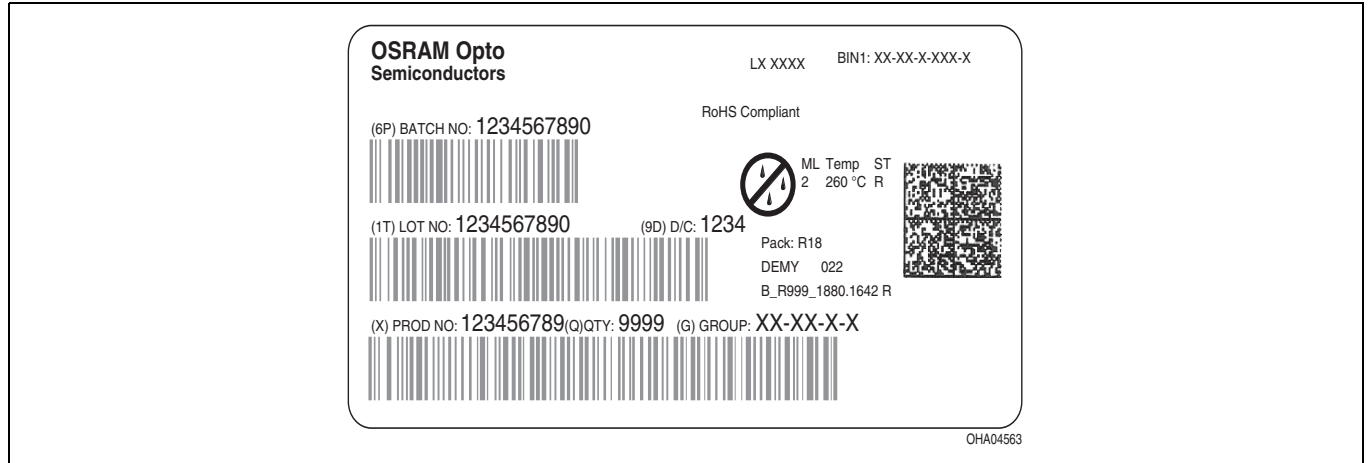 OSRAM Opto
Semiconductors
LX XXXX
BIN1: XX-XX-X-XXX-X
RoHS Compliant
(6P) BATCH NO: 1234567890
ML Temp ST
2 260 °C R
(1T) LOT NO: 1234567890 (9D) D/C: 1234
Pack: R18
DEMY 022
B_R999_1880.1642 R
(X) PROD NO: 123456789(Q)QTY: 9999 (G) GROUP: XX-XX-X-X
OHA04563